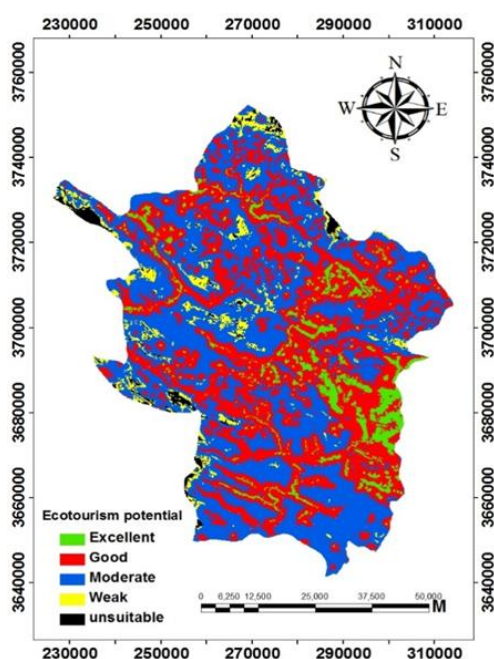 230000 250000 270000 290000 310000
3760000
3740000
3720000
3700000
3680000
3660000
3640000
3760000
3740000
3720000
3700000
3880000
3660000
3640000
N
W E
S
Ecotourism potential
Excellent
Good
Moderate
Weak
unsuitable
0 6,250 12,500 25,000 37,500 50,000
M
230000 250000 270000 290000 310000